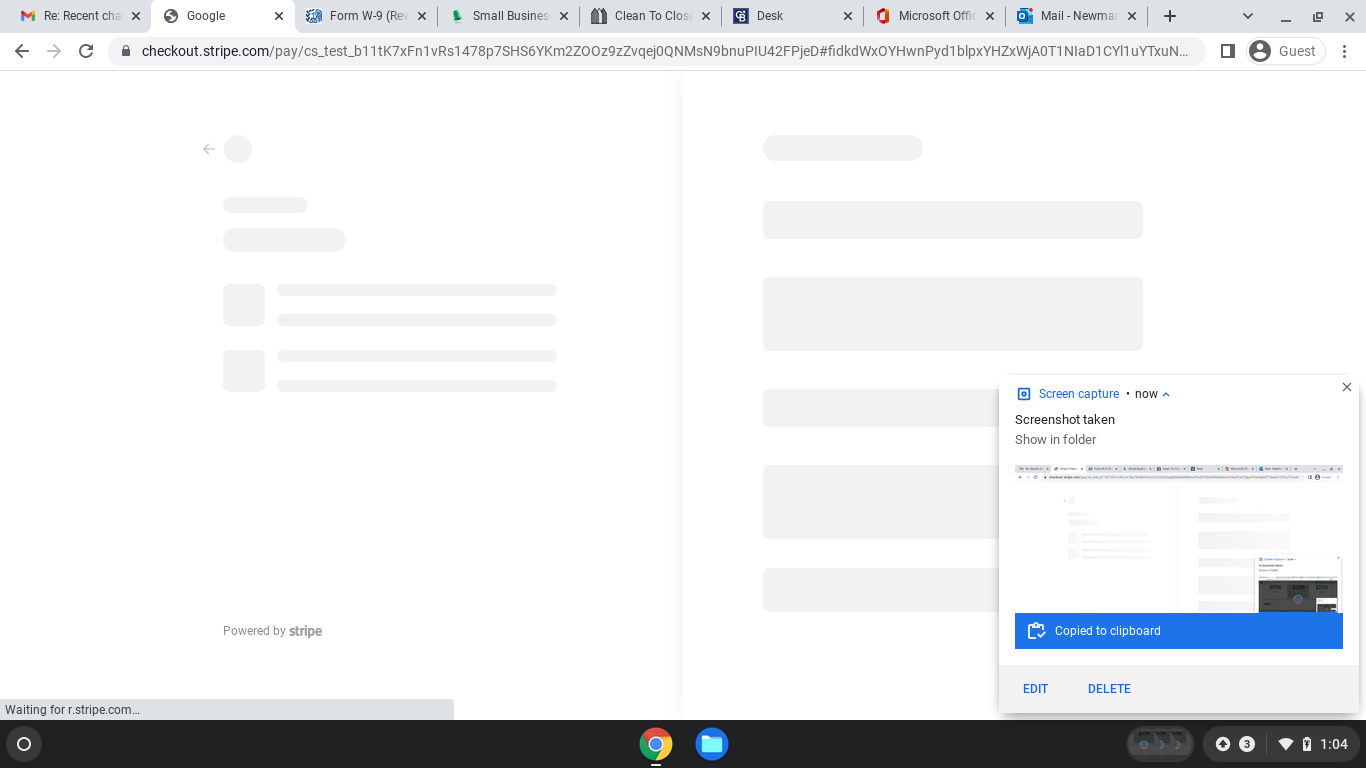 Re: Recent cha
Google
Form W-9 (Rev
Small Business
Clean To Close
Desk
Microsoft Offic
Mail - Newmar
checkout.stripe.com/pay/cs_test_b11tK7xFn1vRs1478p7SHS6YKm2ZOOz9zZvqej0QNMsN9bnuPIU42FPjeD#fidkdWxOYHwnPyd1blpxYHZxWjA0T1NIaD1CYl1uYTxuN...
Guest
Powered by stripe
Screen capture • now
Screenshot taken
Show in folder
Copied to clipboard
EDIT
DELETE
Waiting for r.stripe.com...
3
1:04